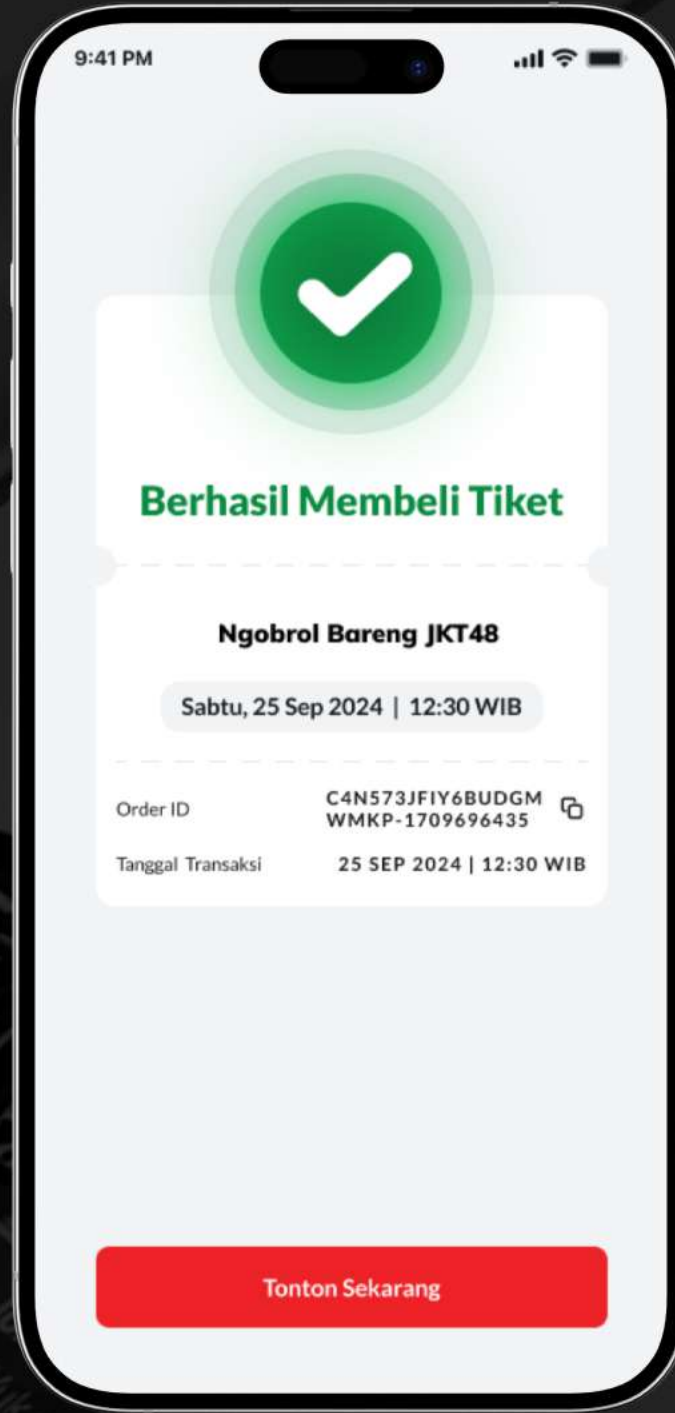 9:41 PM
Berhasil Membeli Tiket
Ngobrol Bareng JKT48
Sabtu, 25 Sep 2024 | 12:30 WIB
Order ID
C4N573JFIY6BUDGM
WMKP-1709696435
Tanggal Transaksi
25 SEP 2024 | 12:30 WIB
Tonton Sekarang